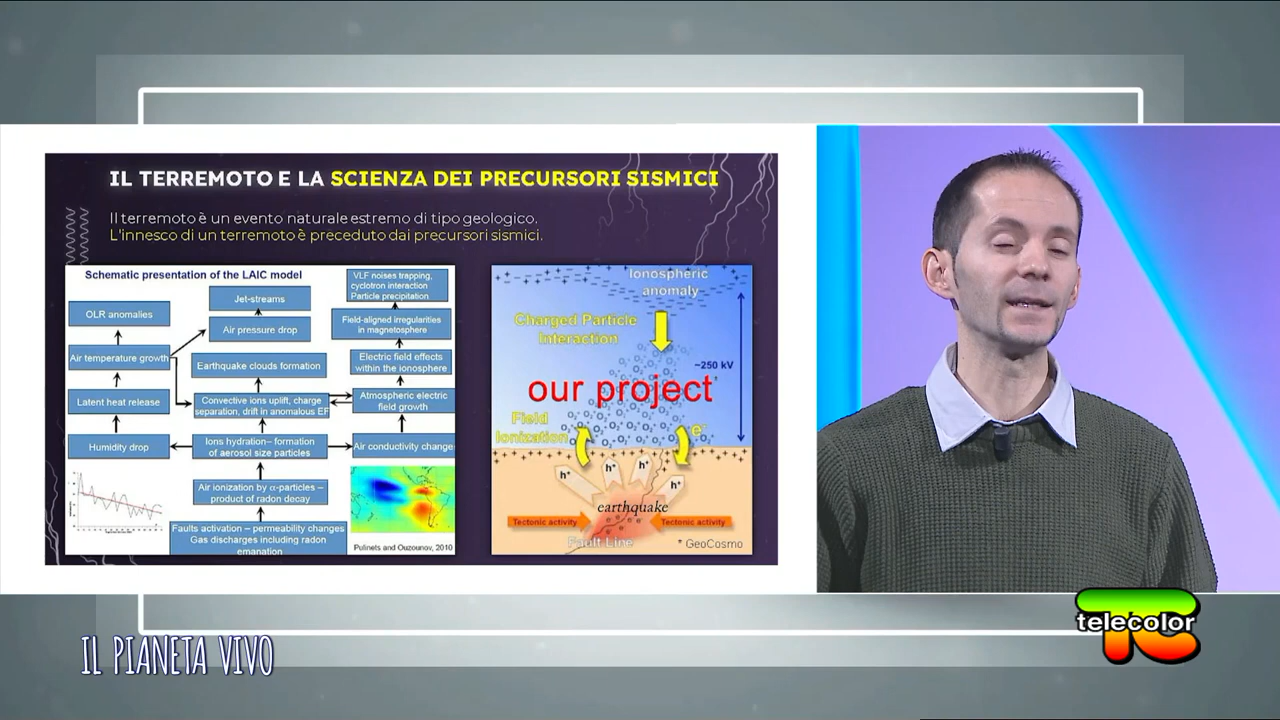 IL TERREMOTO E LA SCIENZA DEI PRECURSORI SISMICI
Il terremoto è un evento naturale estremo di tipo geologico.
L'innesco di un terremoto è preceduto dai precursori sismici.
Schematic presentation of the LAIC model
VLF noises trapping,
cyclotron interaction
Particle precipitation
Jet-streams
OLR anomalies
Air pressure drop
Field-aligned irregularities
in magnetosphere
Air temperature growth
Earthquake clouds formation
Electric field effects
within the ionosphere
Latent heat release
Convective ions uplift, charge
separation, drift in anomalous EF
Atmospheric electric
field growth
Humidity drop
Ions hydration– formation
of aerosol size particles
Air conductivity change
Air ionization by α-particles –
product of radon decay
Faults activation – permeability changes
Gas discharges including radon
emanation
Pulinets and Ouzounov, 2010
Ionospheric
anomaly
Charged Particle
Interaction
~250 kV
our project
Field
Ionization
e-
h+
h+
h+
h+
earthquake
Tectonic activity
Tectonic activity
Fault Line
* GeoCosmo
IL PIANETA VIVO
telecolor
TC